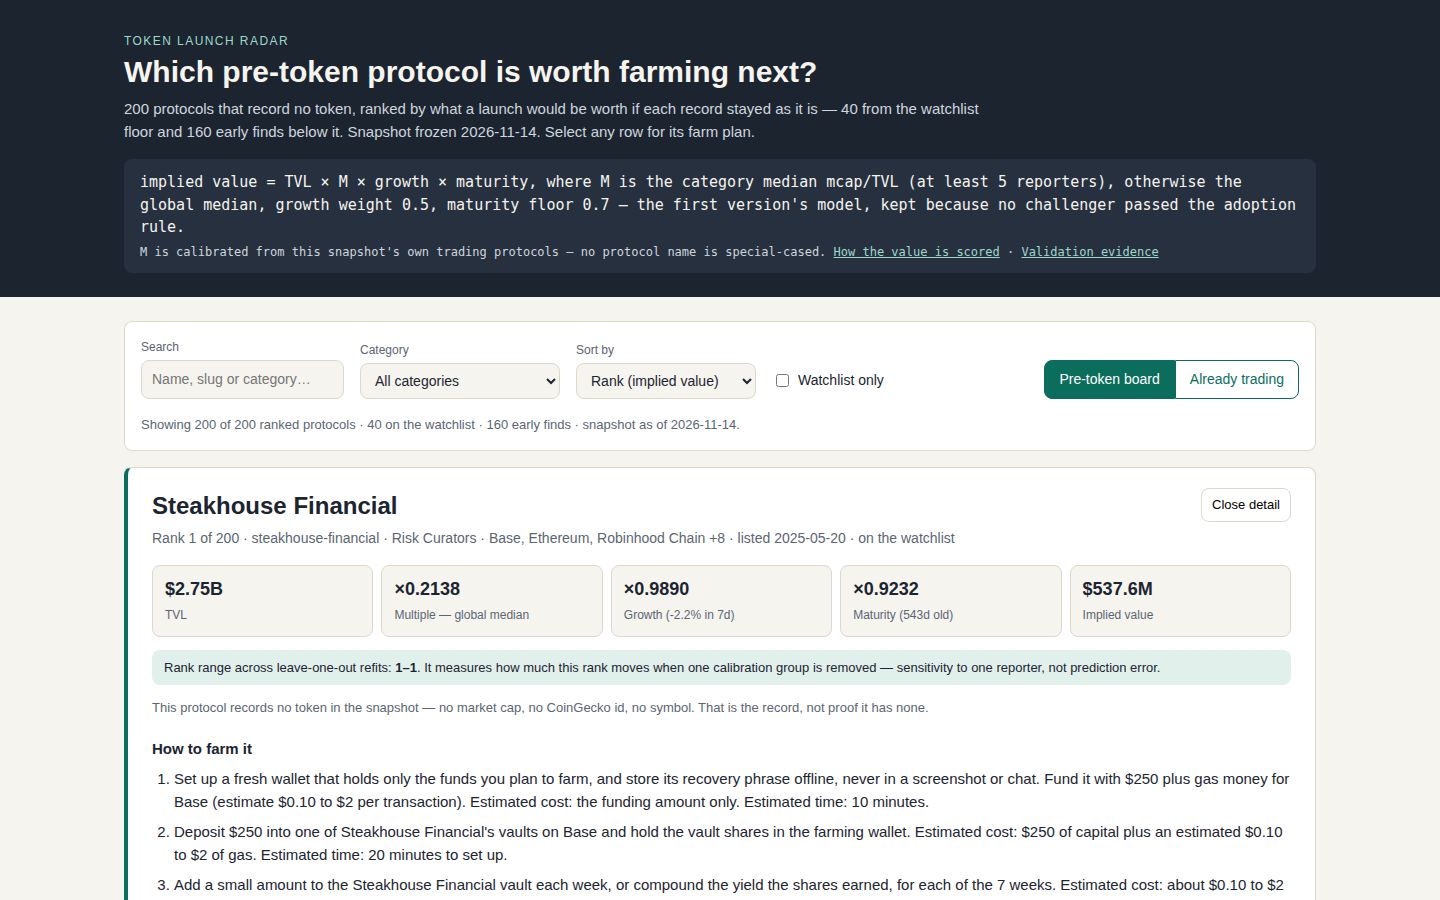 TOKEN LAUNCH RADAR
Which pre-token protocol is worth farming next?
200 protocols that record no token, ranked by what a launch would be worth if each record stayed as it is — 40 from the watchlist
floor and 160 early finds below it. Snapshot frozen 2026-11-14. Select any row for its farm plan.
implied value = TVL × M × growth × maturity, where M is the category median mcap/TVL (at least 5 reporters), otherwise the
global median, growth weight 0.5, maturity floor 0.7 — the first version's model, kept because no challenger passed the adoption
rule.
M is calibrated from this snapshot's own trading protocols — no protocol name is special-cased. How the value is scored · Validation evidence
Search
Category
Sort by
Name, slug or category…
All categories
Rank (implied value)
Watchlist only
Pre-token board
Already trading
Showing 200 of 200 ranked protocols · 40 on the watchlist · 160 early finds · snapshot as of 2026-11-14.
Steakhouse Financial
Close detail
Rank 1 of 200 · steakhouse-financial · Risk Curators · Base, Ethereum, Robinhood Chain +8 · listed 2025-05-20 · on the watchlist
$2.75B
TVL
×0.2138
Multiple — global median
×0.9890
Growth (-2.2% in 7d)
×0.9232
Maturity (543d old)
$537.6M
Implied value
Rank range across leave-one-out refits: 1–1. It measures how much this rank moves when one calibration group is removed — sensitivity to one reporter, not prediction error.
This protocol records no token in the snapshot — no market cap, no CoinGecko id, no symbol. That is the record, not proof it has none.
How to farm it
1. Set up a fresh wallet that holds only the funds you plan to farm, and store its recovery phrase offline, never in a screenshot or chat. Fund it with $250 plus gas money for
Base (estimate $0.10 to $2 per transaction). Estimated cost: the funding amount only. Estimated time: 10 minutes.
2. Deposit $250 into one of Steakhouse Financial's vaults on Base and hold the vault shares in the farming wallet. Estimated cost: $250 of capital plus an estimated $0.10
to $2 of gas. Estimated time: 20 minutes to set up.
3. Add a small amount to the Steakhouse Financial vault each week, or compound the yield the shares earned, for each of the 7 weeks. Estimated cost: about $0.10 to $2